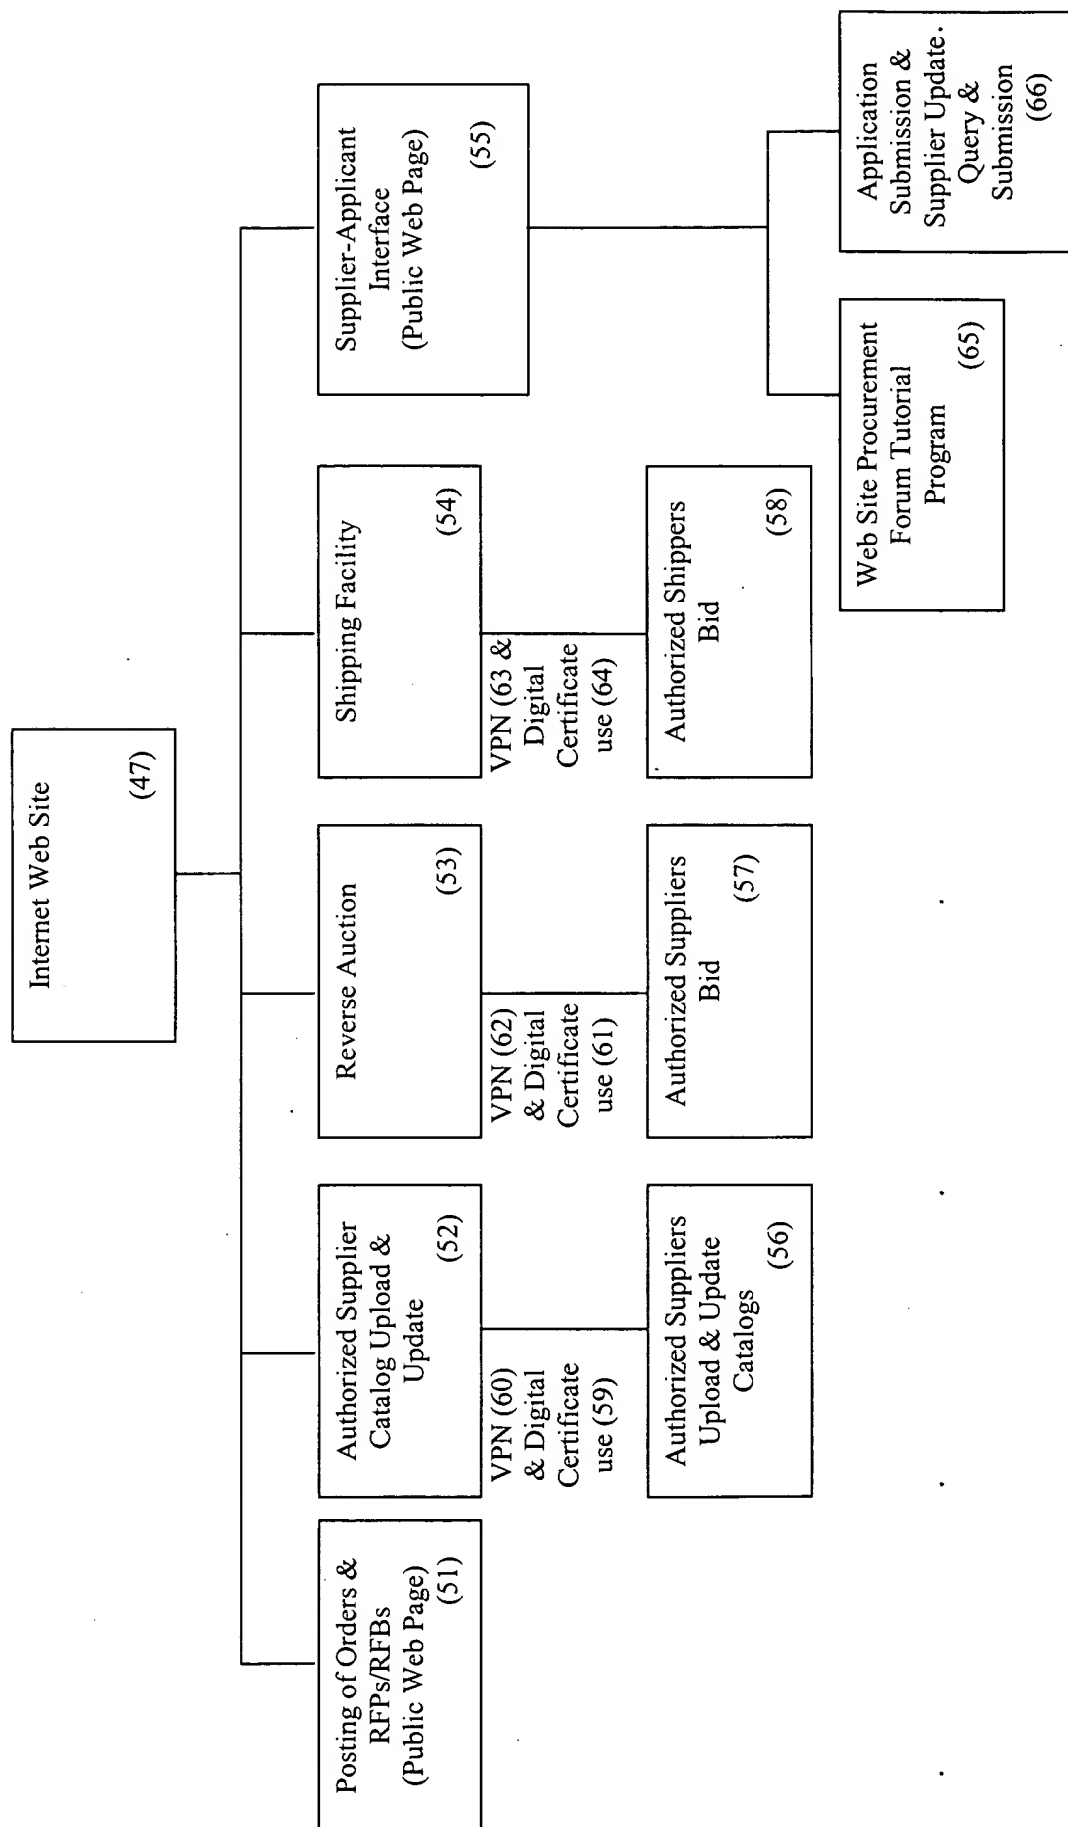 Internet Web Site
(47)
Posting of Orders &
RFPs/RFBs
(Public Web Page)
(51)
Authorized Supplier
Catalog Upload &
Update
(52)
Reverse Auction
(53)
Shipping Facility
(54)
Supplier-Applicant
Interface
(Public Web Page)
(55)
VPN (60)
& Digital
Certificate
use (59)
VPN (62)
& Digital
Certificate
use (61)
VPN (63 &
Digital
Certificate
use (64)
Authorized Suppliers
Upload & Update
Catalogs
(56)
Authorized Suppliers
Bid
(57)
Authorized Shippers
Bid
(58)
Web Site Procurement
Forum Tutorial
Program
(65)
Application
Submission &
Supplier Update.
Query &
Submission
(66)